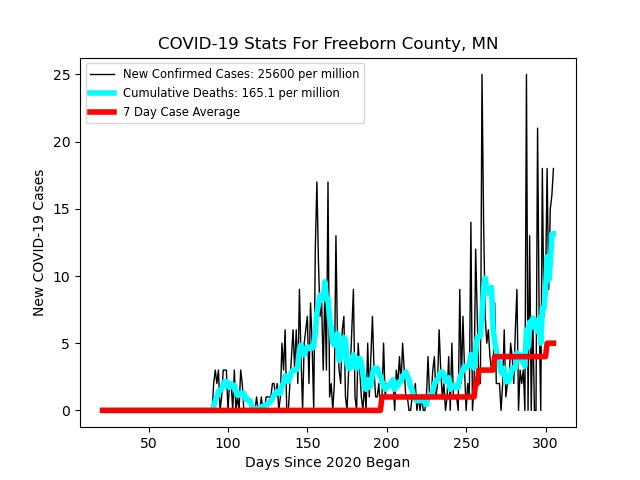 COVID-19 Stats For Freeborn County, MN
New Confirmed Cases: 25600 per million
Cumulative Deaths: 165.1 per million
7 Day Case Average
New COVID-19 Cases
25
20
15
10
5
0
50 100 150 200 250 300
Days Since 2020 Began